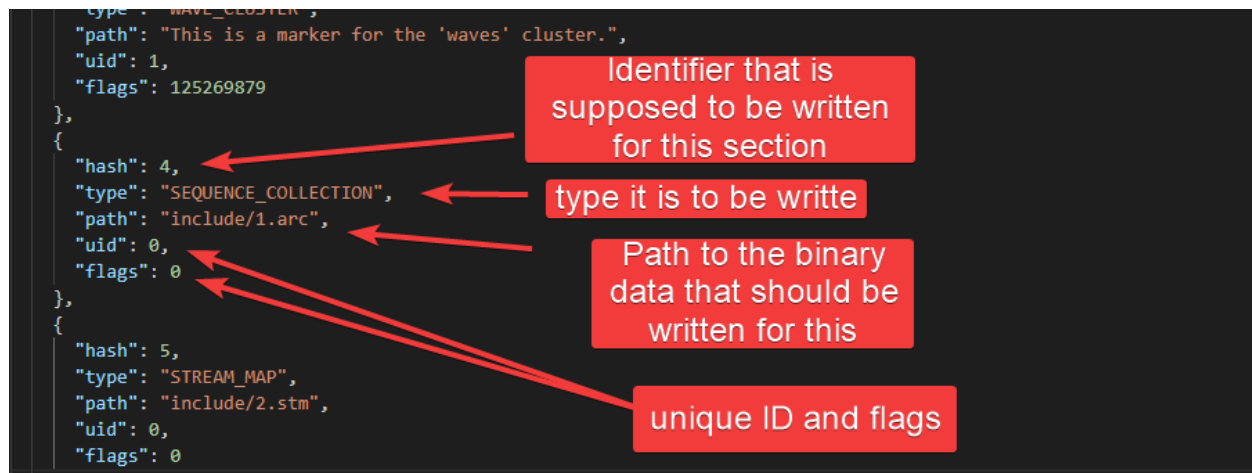 "type": "WAVE_CLUSTER",
"path": "This is a marker for the 'waves' cluster.",
"uid": 1,
"flags": 125269879
},
{
"hash": 4,
"type": "SEQUENCE_COLLECTION",
"path": "include/1.arc",
"uid": 0,
"flags": 0
},
{
"hash": 5,
"type": "STREAM_MAP",
"path": "include/2.stm",
"uid": 0,
"flags": 0
Identifier that is
supposed to be written
for this section
type it is to be writte
Path to the binary
data that should be
written for this
unique ID and flags